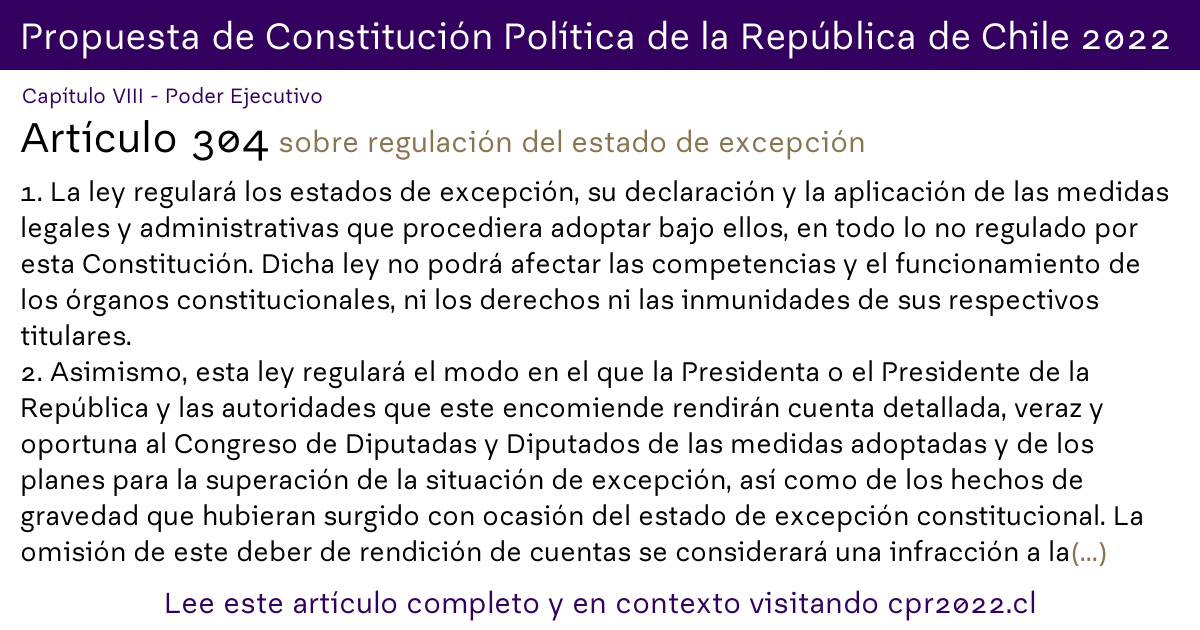 Propuesta de Constitución Política de la República de Chile 2022
Capítulo VIII - Poder Ejecutivo
Artículo 304 sobre regulación del estado de excepción
1. La ley regulará los estados de excepción, su declaración y la aplicación de las medidas
legales y administrativas que procediera adoptar bajo ellos, en todo lo no regulado por
esta Constitución. Dicha ley no podrá afectar las competencias y el funcionamiento de
los órganos constitucionales, ni los derechos ni las inmunidades de sus respectivos
titulares.
2. Asimismo, esta ley regulará el modo en el que la Presidenta o el Presidente de la
República y las autoridades que este encomiende rendirán cuenta detallada, veraz y
oportuna al Congreso de Diputadas y Diputados de las medidas adoptadas y de los
planes para la superación de la situación de excepción, así como de los hechos de
gravedad que hubieran surgido con ocasión del estado de excepción constitucional. La
omisión de este deber de rendición de cuentas se considerará una infracción a la(...)
Lee este artículo completo y en contexto visitando cpr2022.cl